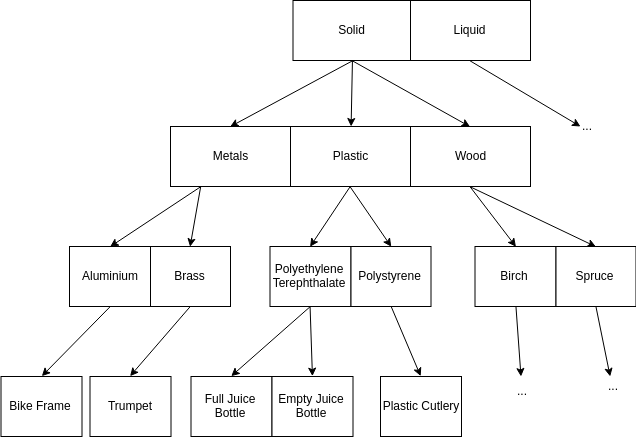 Solid
Liquid
...
Metals
Plastic
Wood
Aluminium
Brass
Polyethylene
Terephthalate
Polystyrene
Birch
Spruce
Bike Frame
Trumpet
Full Juice
Bottle
Empty Juice
Bottle
Plastic Cutlery
...
...